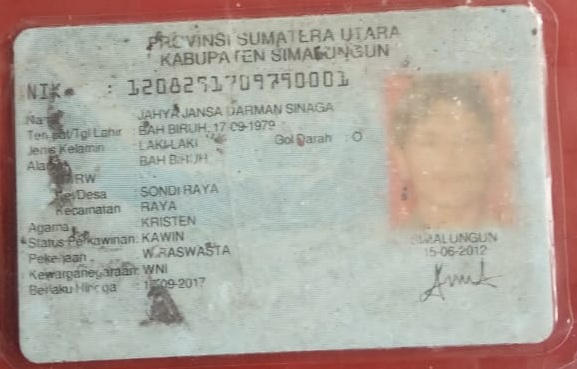 PROVINSI SUMATERA UTARA
KABUPATEN SIMALUNGUN
NIK : 1208251709790001
Nama : JAHYA JANSA DARMAN SINAGA
Tempat/Tgl Lahir : BAH BIRUH, 17-09-1979
Jenis Kelamin : LAKI-LAKI Gol Darah : O
Alamat : BAH BIRUH
RT/RW
Kel/Desa : SONDI RAYA
Kecamatan : RAYA
Agama : KRISTEN
Status Perkawinan: KAWIN
Pekerjaan : WIRASWASTA
Kewarganegaraan: WNI
Berlaku Hingga : 17-09-2017
SIMALUNGUN
15-06-2012